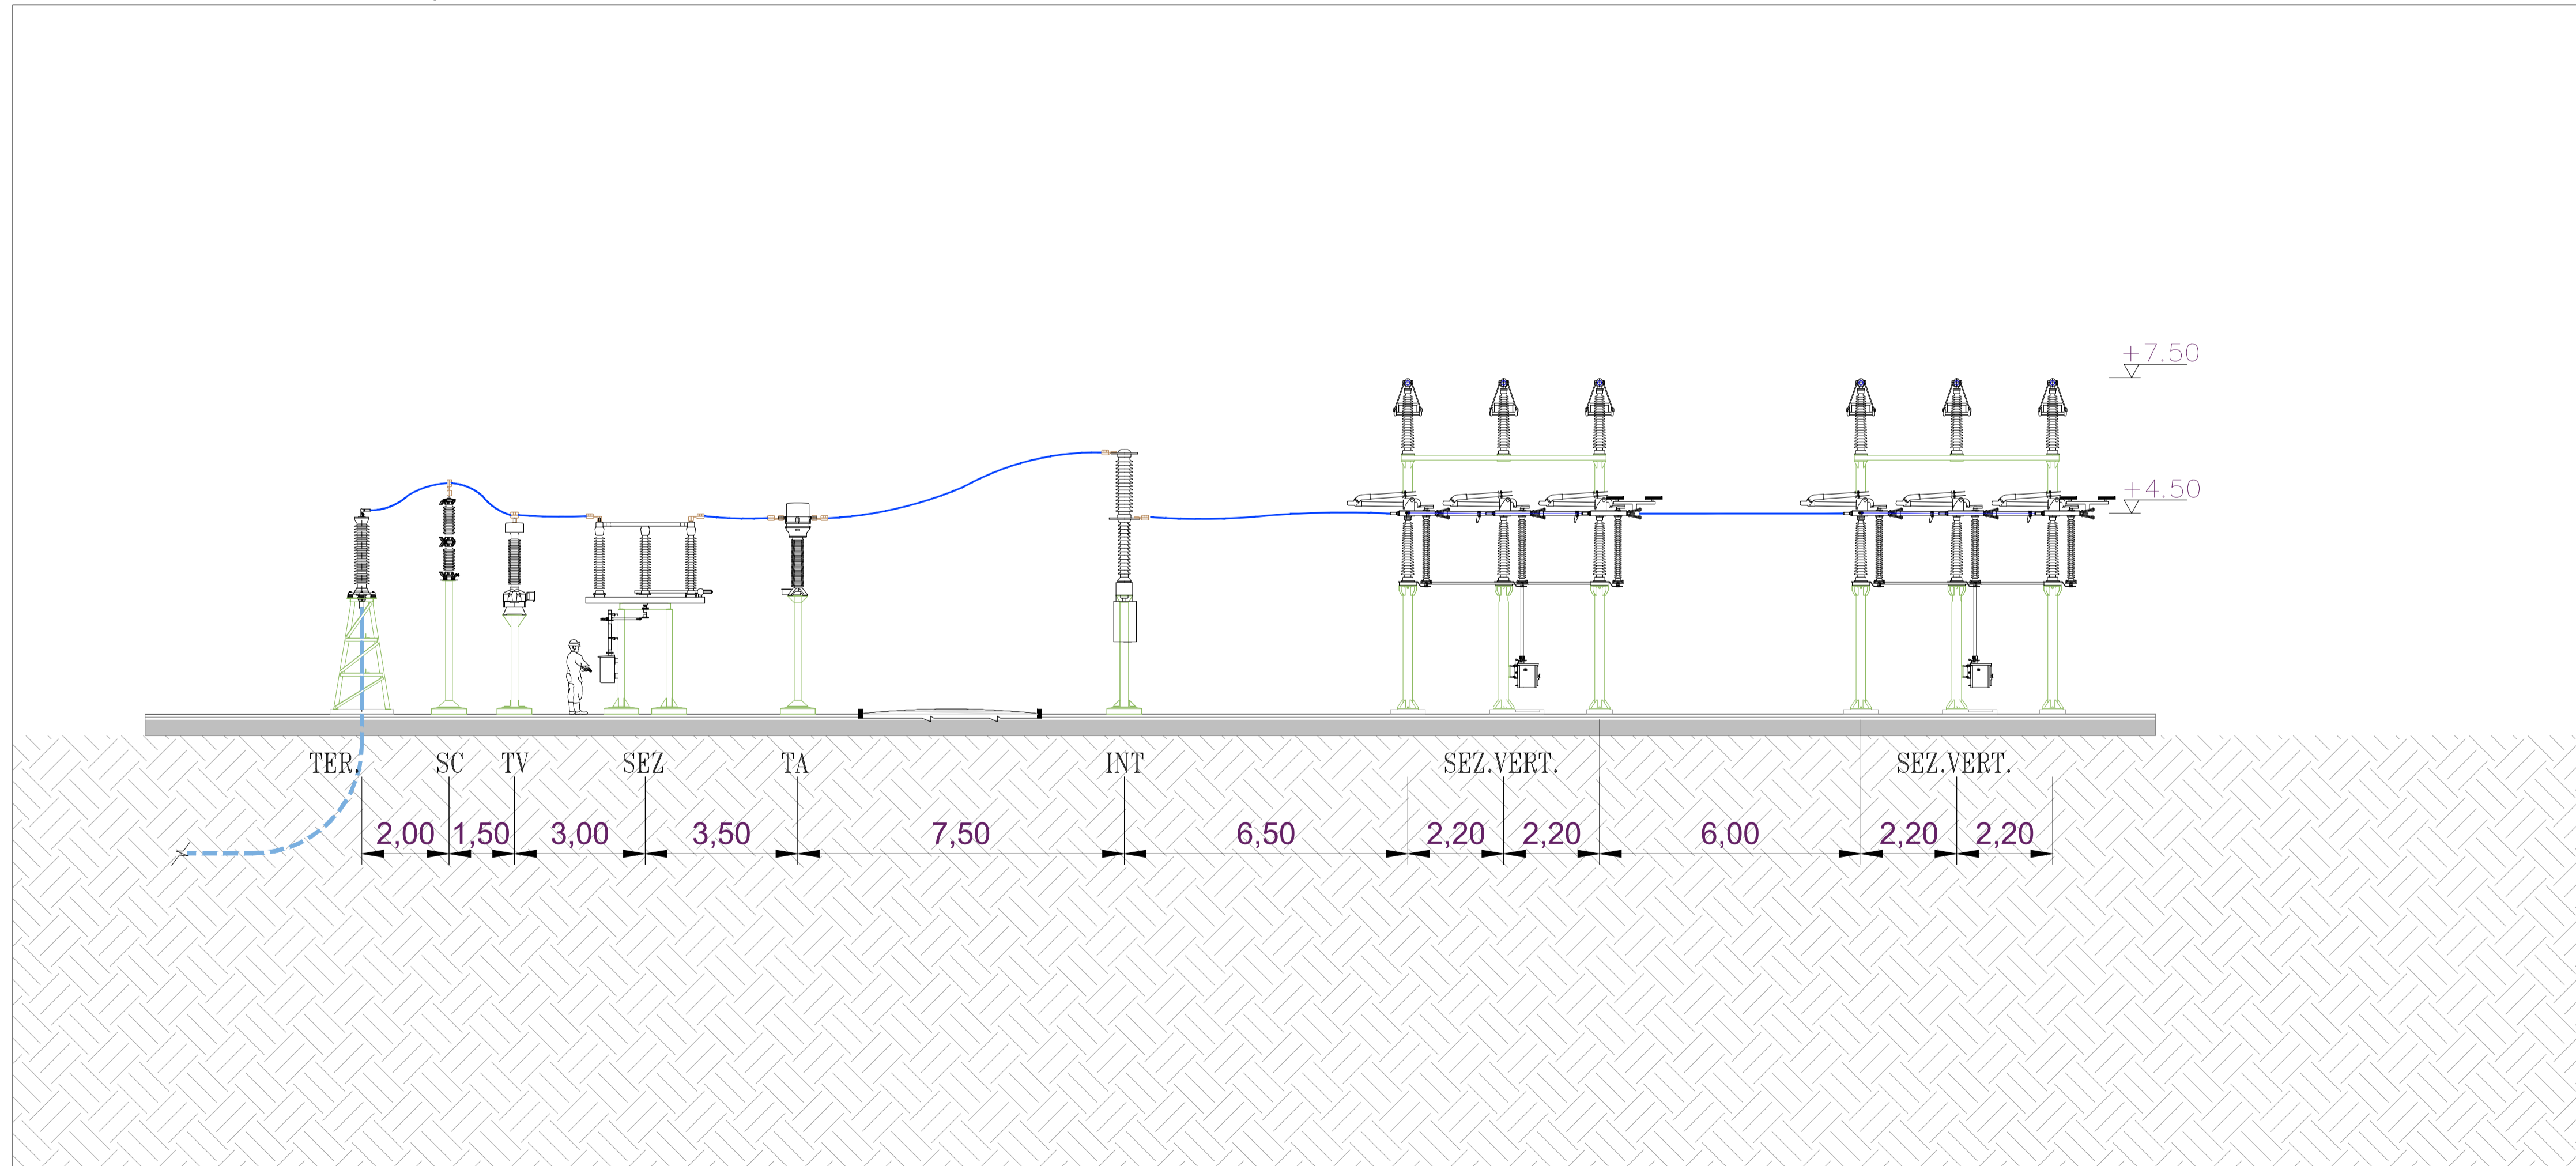 +7.50
+4.50
TER. SC TV SEZ TA INT SEZ.VERT. SEZ.VERT.
2,00 1,50 3,00 3,50 7,50 6,50 2,20 2,20 6,00 2,20 2,20